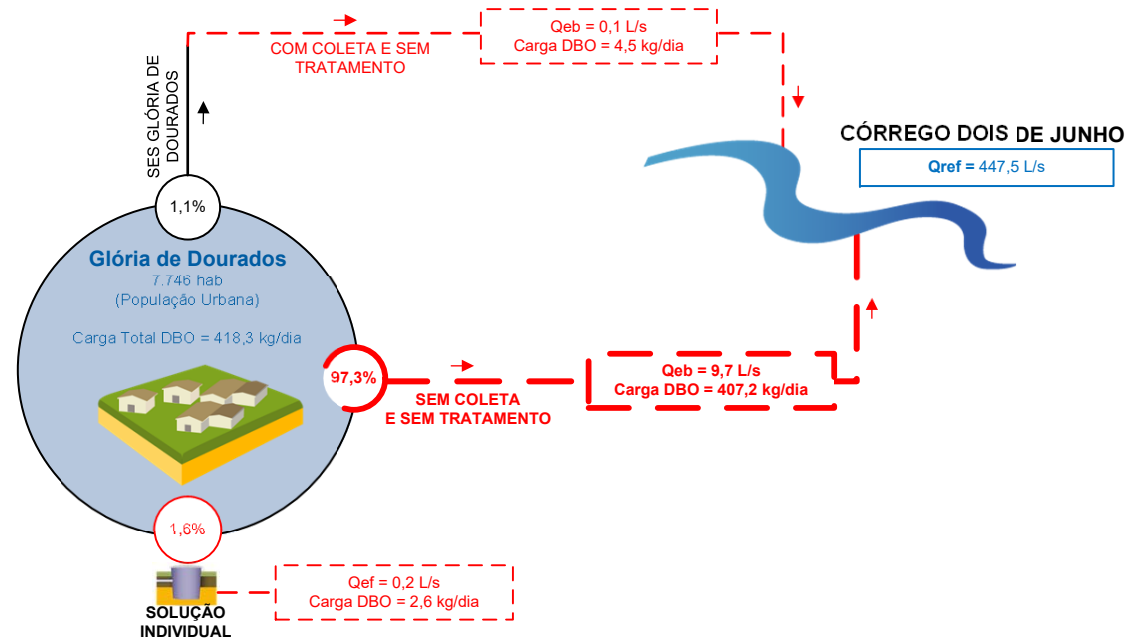 Qeb = 0,1 L/s
Carga DBO = 4,5 kg/dia
COM COLETA E SEM
TRATAMENTO
SES GLÓRIA DE
DOURADOS
CÓRREGO DOIS DE JUNHO
Qref = 447,5 L/s
1,1%
Glória de Dourados
7.746 hab
(População Urbana)
Carga Total DBO = 418,3 kg/dia
97,3%
SEM COLETA
E SEM TRATAMENTO
Qeb = 9,7 L/s
Carga DBO = 407,2 kg/dia
1,6%
SOLUÇÃO
INDIVIDUAL
Qef = 0,2 L/s
Carga DBO = 2,6 kg/dia